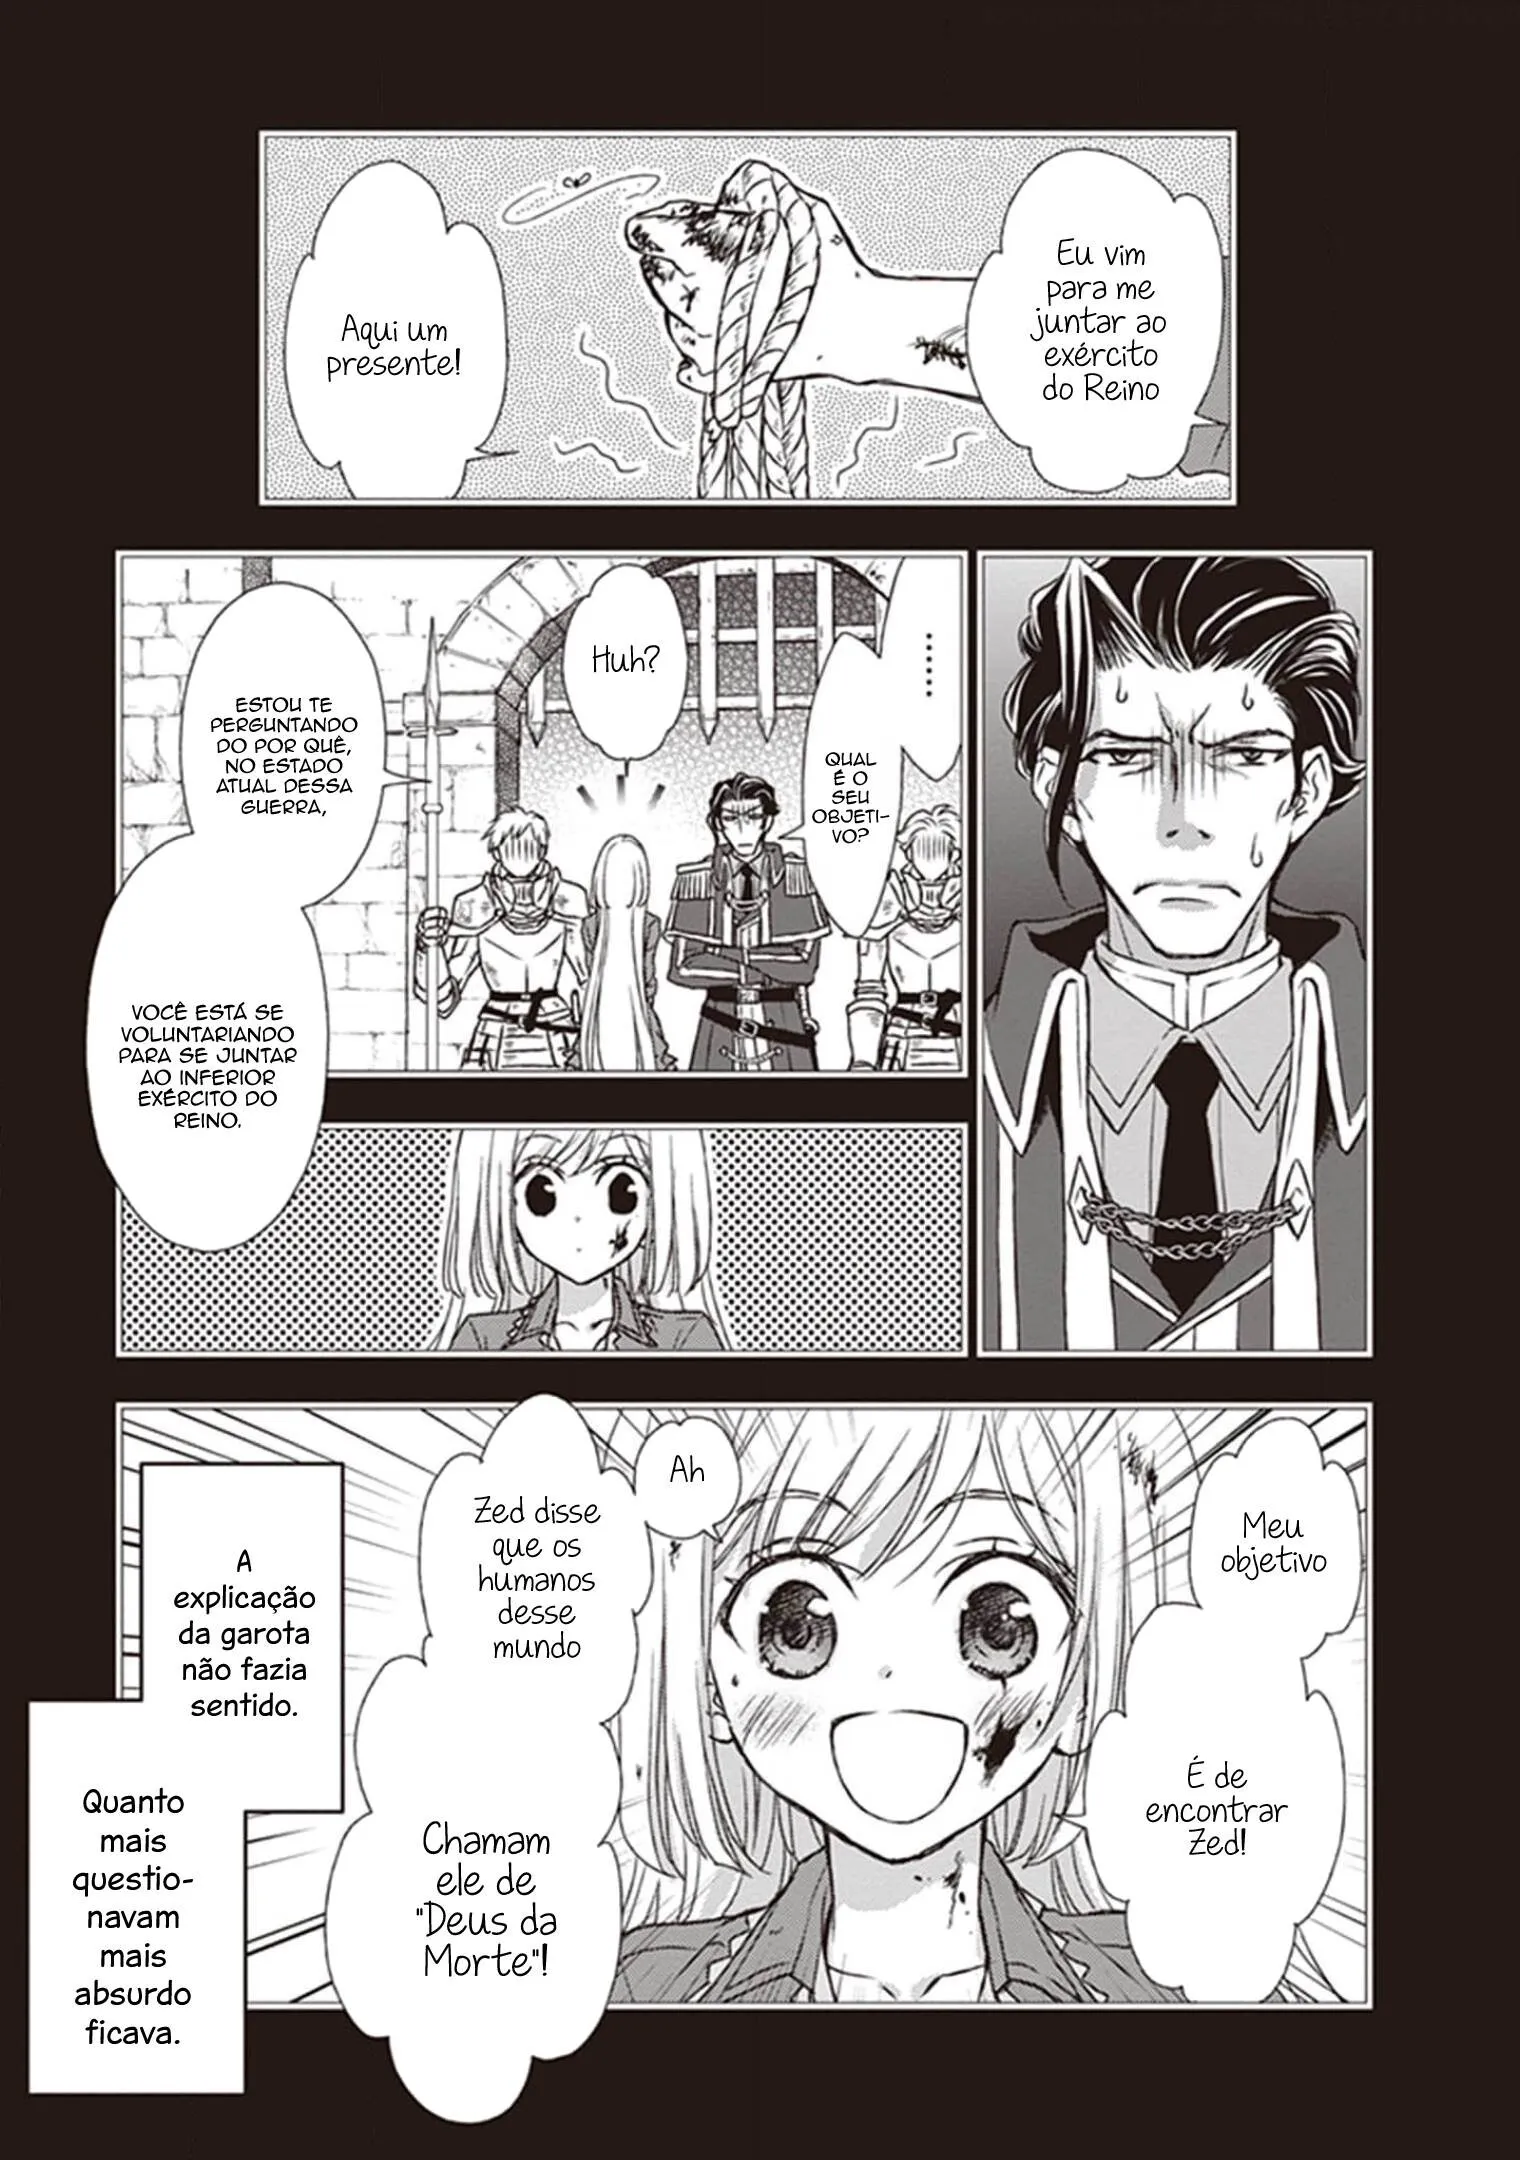 Eu vim
para me
juntar ao
exército
do Reino
Aqui um
presente!
......
QUAL
É O
SEU
OBJETI-
VO?
Huh?
ESTOU TE
PERGUNTANDO
DO POR QUÊ,
NO ESTADO
ATUAL DESSA
GUERRA,
VOCÊ ESTÁ SE
VOLUNTARIANDO
PARA SE JUNTAR
AO INFERIOR
EXÉRCITO DO
REINO.
Meu
objetivo
É de
encontrar
Zed!
Ah
Zed disse
que os
humanos
desse
mundo
Chamam
ele de
"Deus da
Morte"!
A
explicação
da garota
não fazia
sentido.
Quanto
mais
questio-
navam
mais
absurdo
ficava.